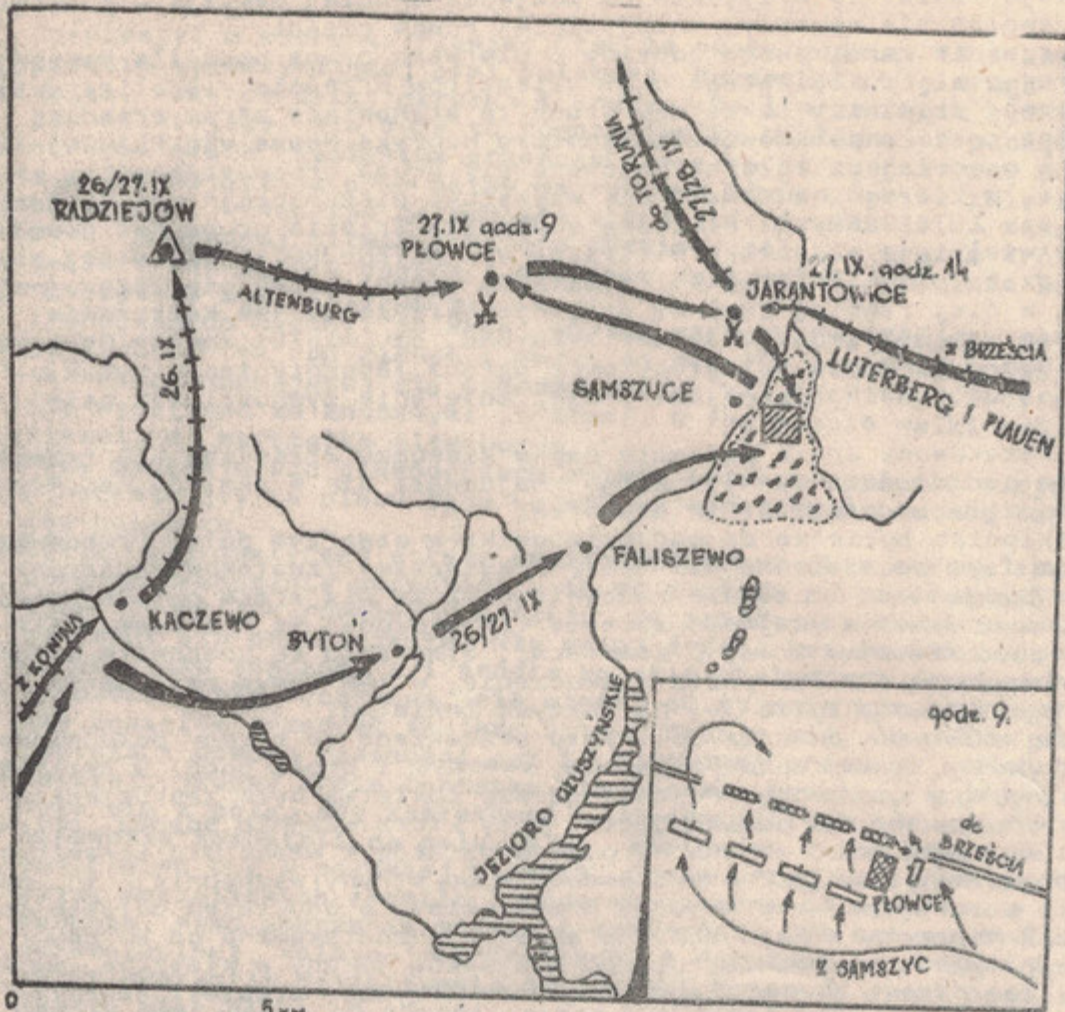 26/27.IX
RADZIEJÓW
27.IX godz. 9
PŁOWCE
do TORUNIA
27/28.IX
27.IX. godz. 14
JARANTOWICE
ALTENBURG
26.IX
z BRZEŚCIA
LUTERBERG I PLAUEN
SAMSZYCE
FALISZEWO
KACZEWO
BYTOŃ
26/27.IX
Z KONINA
JEZIORO GŁUSZYŃSKIE
godz. 9.
do
BRZEŚCIA
PŁOWCE
Z SAMSZYC
0
5 km